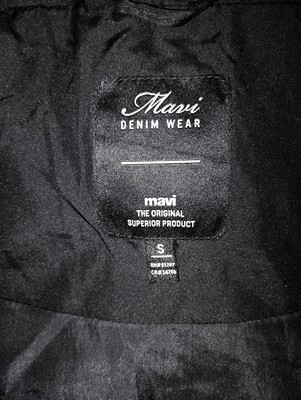 Mavi
DENIM WEAR
mavi
THE ORIGINAL
SUPERIOR PRODUCT
S